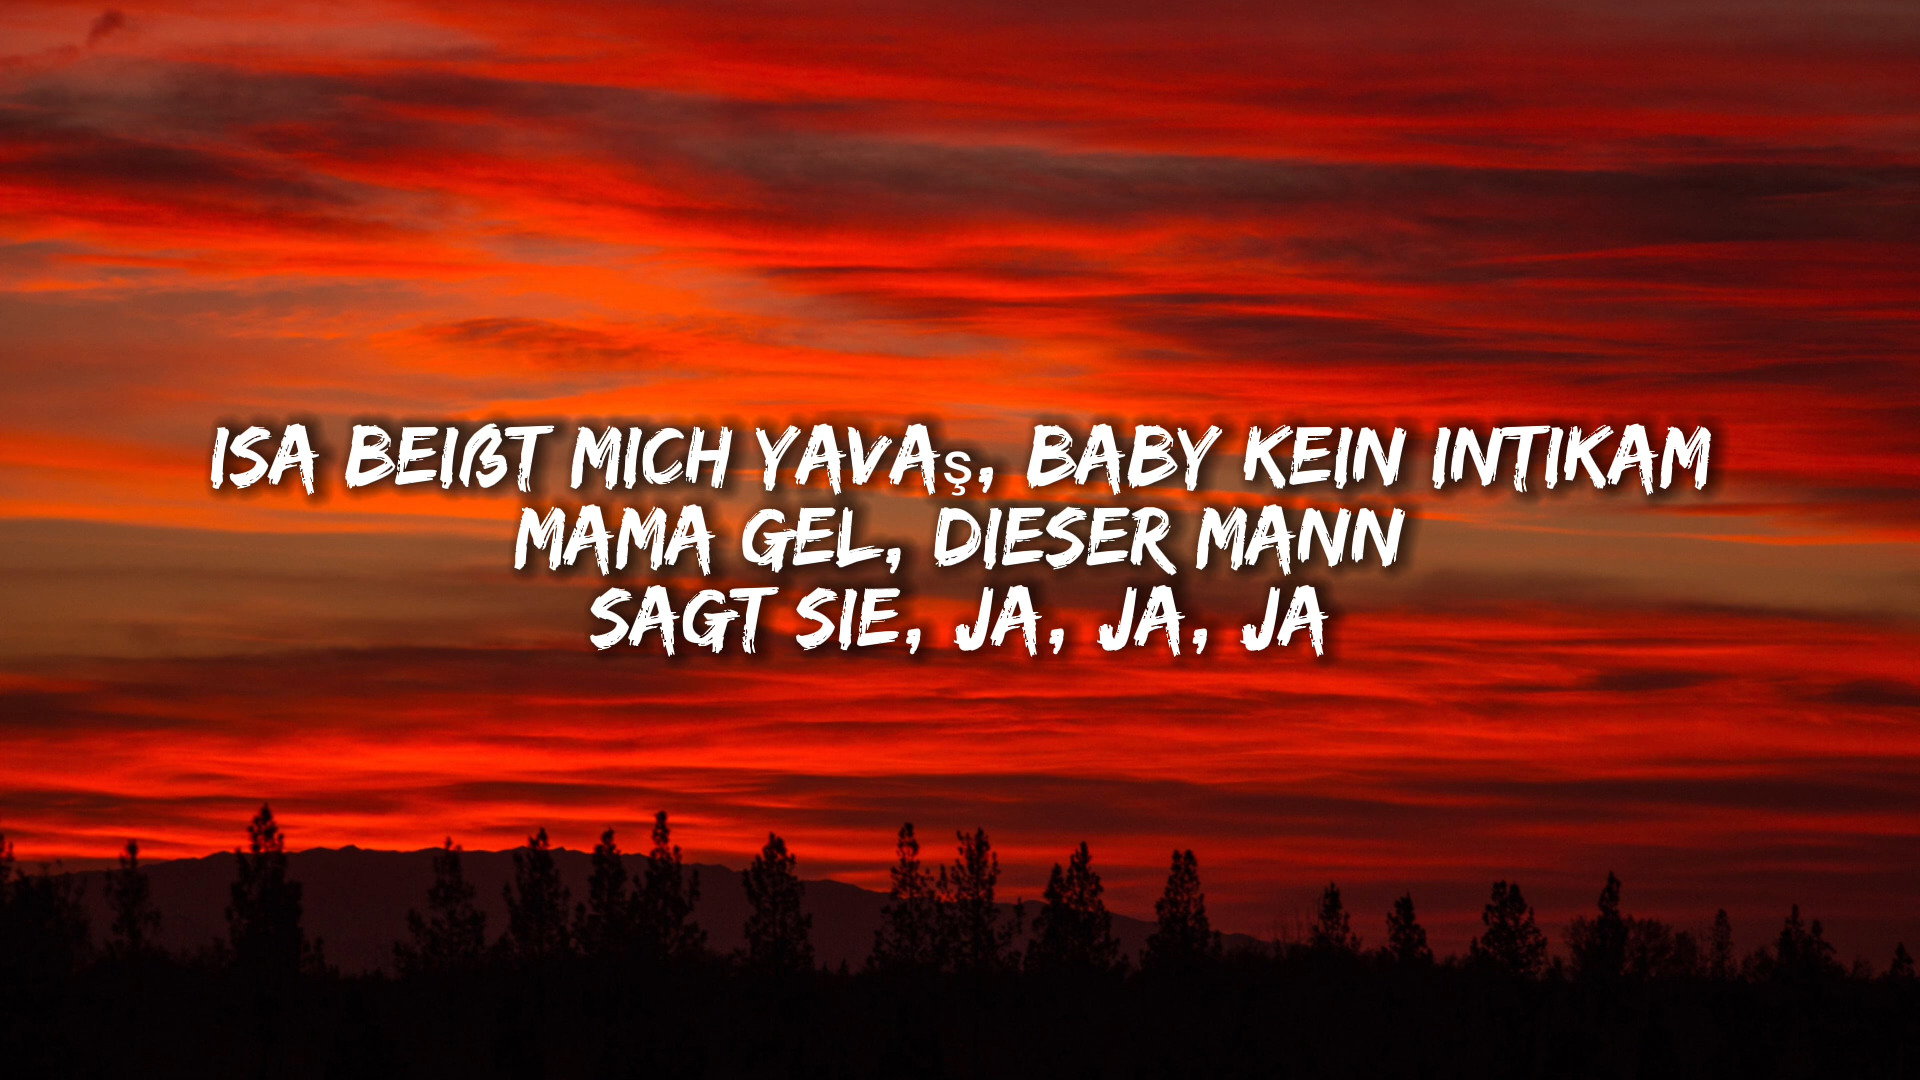 ISA BEIßT MICH YAVAş, BABY KEIN INTIKAM
MAMA GEL, DIESER MANN
SAGT SIE, JA, JA, JA